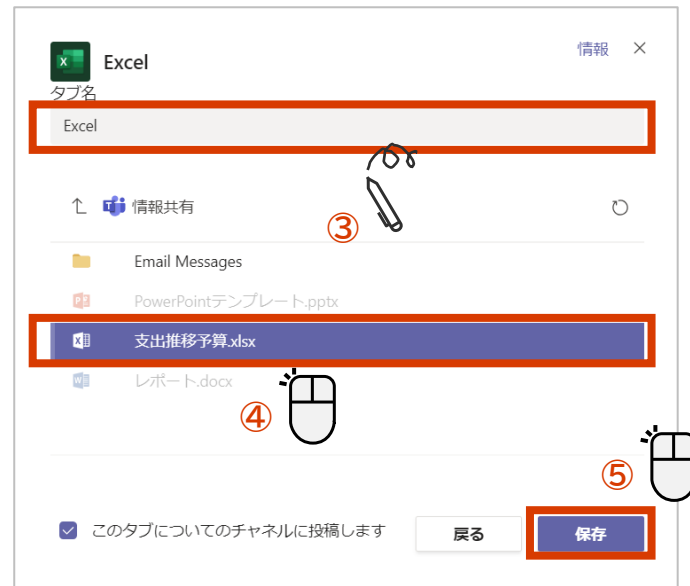 Excel
情報
タブ名
Excel
情報共有
③
Email Messages
PowerPointテンプレート.pptx
支出推移予算.xlsx
レポート.docx
④
⑤
このタブについてのチャネルに投稿します
戻る
保存